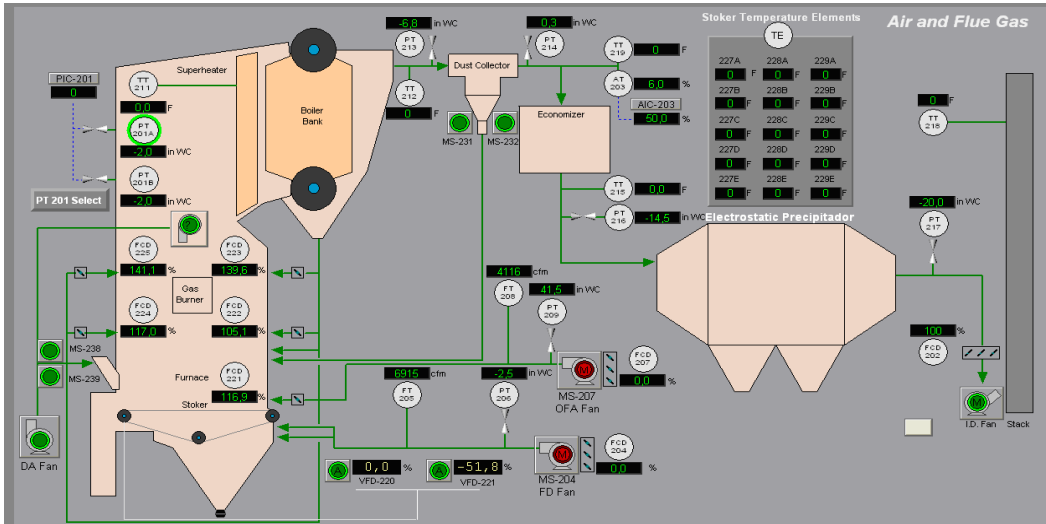 Air and Flue Gas
Stoker Temperature Elements
TE
227A 228A 229A
0 F 0 F 0 F
227B 228B 229B
0 F 0 F 0 F
227C 228C 229C
0 F 0 F 0 F
227D 228D 229D
0 F 0 F 0 F
227E 228E 229E
0 F 0 F 0 F
-6,8 in WC
PT 213
0,3 in WC
PT 214
TT 219
0 F
AT 203
6,0 %
AIC-203
50,0 %
Superheater
PIC-201
0
TT 211
0,0 F
PT 201A
-2,0 in WC
PT 201B
-2,0 in WC
PT 201 Select
Boiler Bank
Dust Collector
TT 212
0 F
MS-231
MS-232
Economizer
0 F
TT 218
TT 215
0,0 F
PT 216
-14,5 in WC
Electrostatic Precipitador
-20,0 in WC
PT 217
FCD 225
141,1 %
FCD 223
139,6 %
Gas Burner
FCD 224
117,0 %
FCD 222
105,1 %
4116 cfm
FT 208
41,5 in WC
PT 209
100 %
FCD 202
MS-238
MS-239
Furnace
FCD 221
116,9 %
Stoker
6915 cfm
FT 205
-2,5 in WC
PT 206
FCD 207
0,0 %
M
MS-207
OFA Fan
M
I.D. Fan
Stack
DA Fan
A
0,0 %
VFD-220
A
-51,8 %
VFD-221
M
MS-204
FD Fan
FCD 204
0,0 %